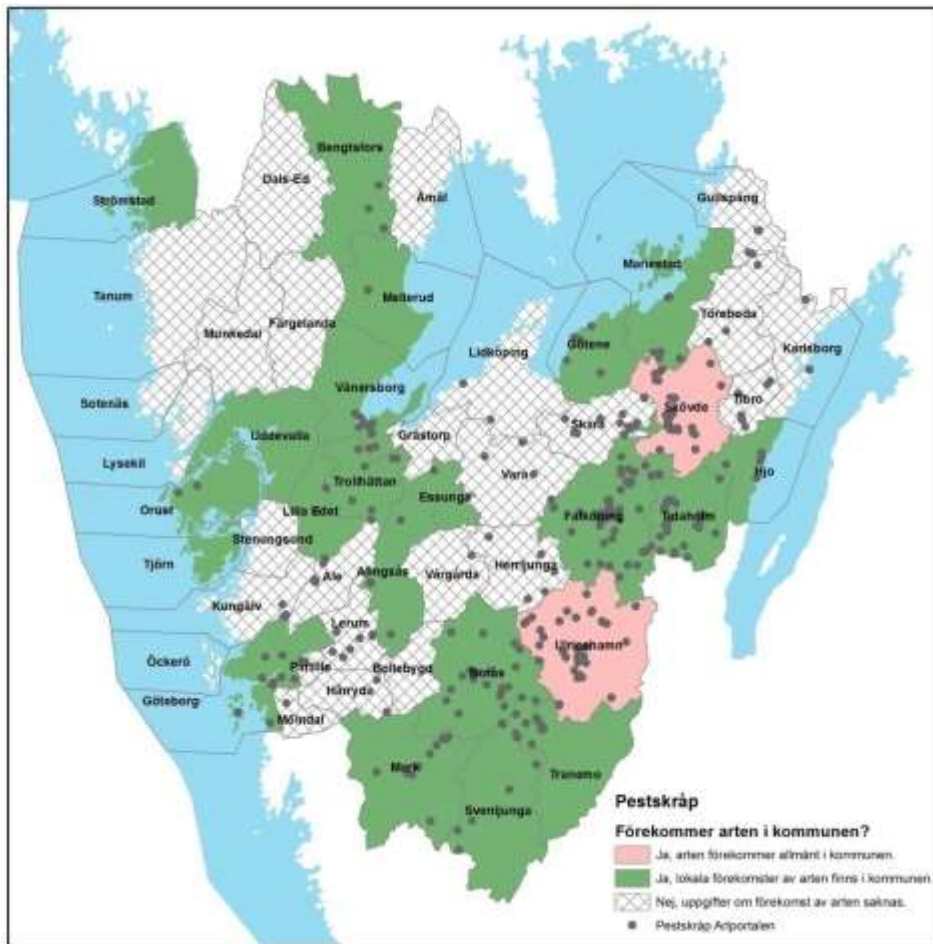 Bengtsfors
Dals-Ed
Åmål
Gullspång
Strömstad
Mariestad
Tanum
Mellerud
Töreboda
Munkedal
Färgelanda
Götene
Karlsborg
Lidköping
Vänersborg
Sotenäs
Tibro
Skövde
Uddevalla
Grästorp
Skara
Lysekil
Hjo
Trollhättan
Vara
Essunga
Orust
Lilla Edet
Falköping
Tidaholm
Stenungsund
Tjörn
Ale
Alingsås
Vårgårda
Herrljunga
Kungälv
Lerum
Ulricehamn
Öckerö
Partille
Bollebygd
Borås
Härryda
Göteborg
Mölndal
Mark
Tranemo
Svenljunga
Pestskråp
Förekommer arten i kommunen?
Ja, arten förekommer allmänt i kommunen.
Ja, lokala förekomster av arten finns i kommunen
Nej, uppgifter om förekomst av arten saknas.
Pestskråp Artportalen